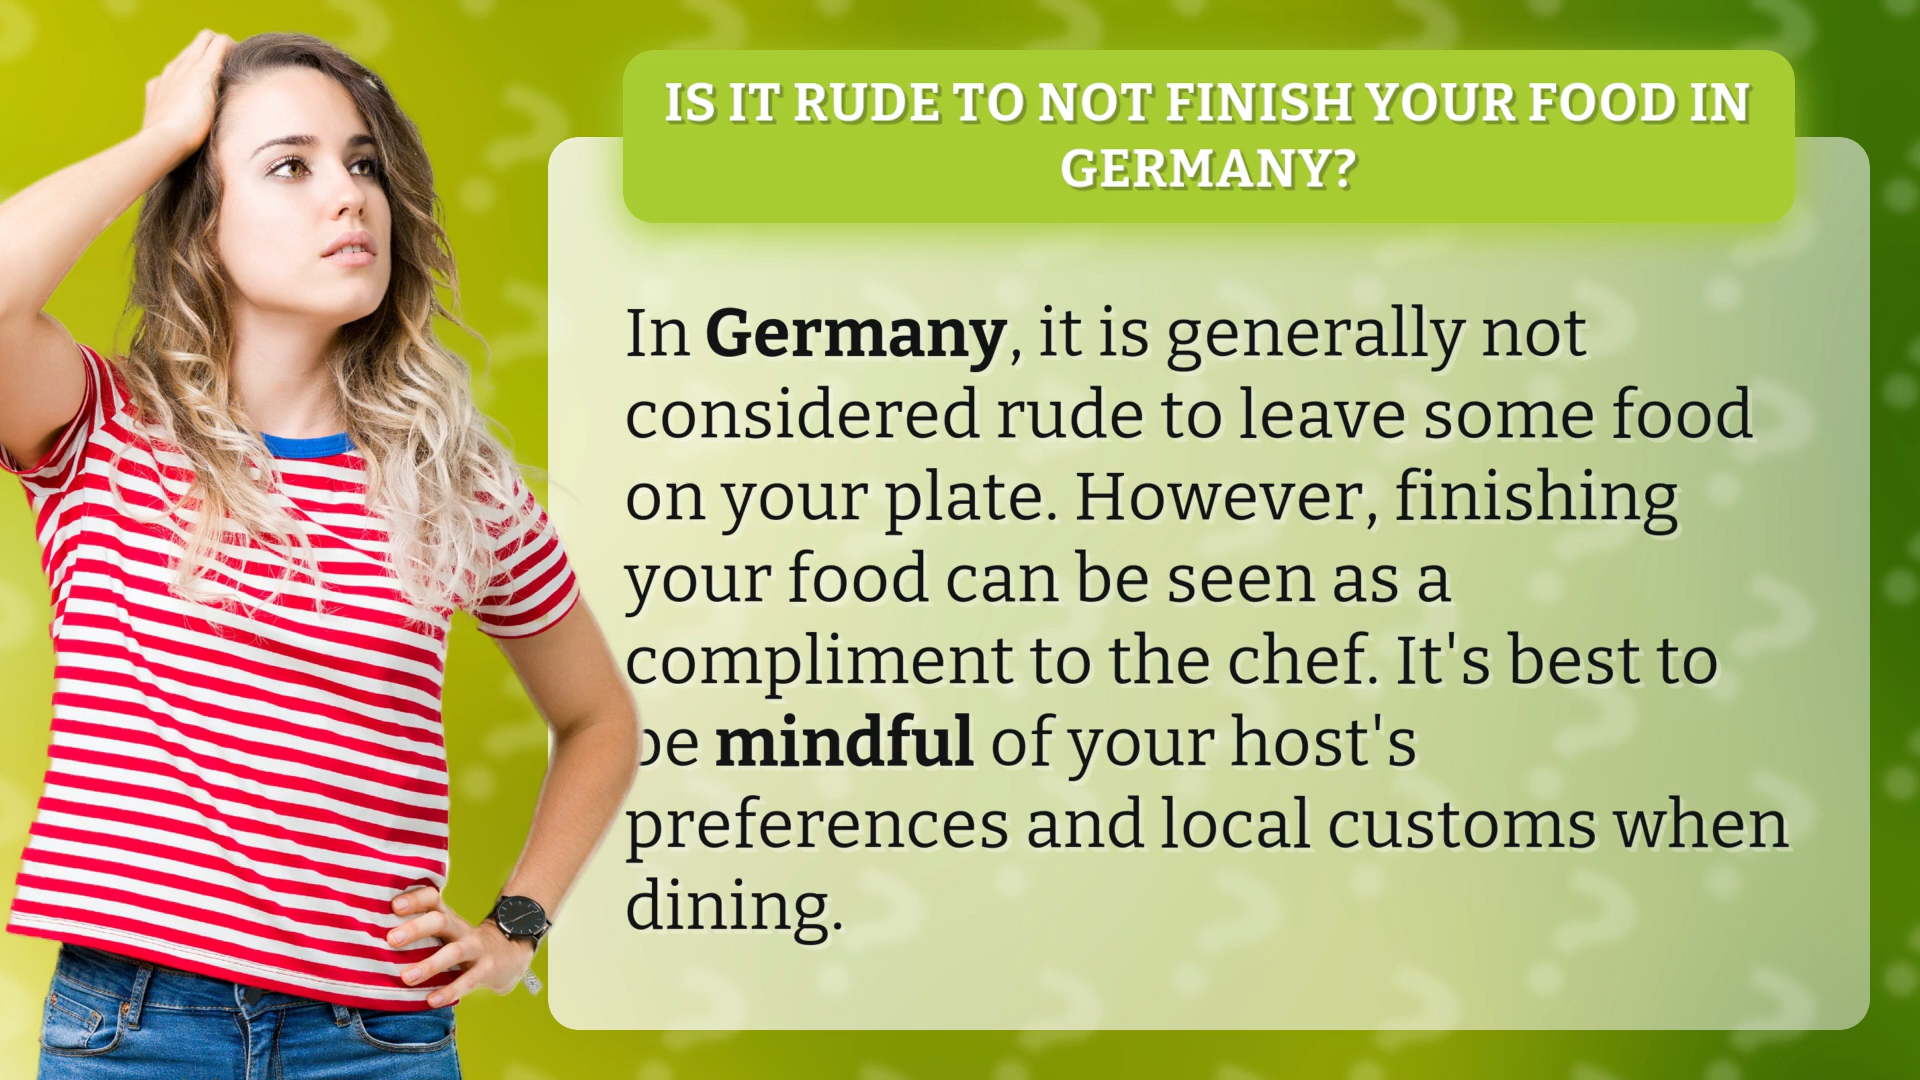 IS IT RUDE TO NOT FINISH YOUR FOOD IN
GERMANY?
In Germany, it is generally not
considered rude to leave some food
on your plate. However, finishing
your food can be seen as a
compliment to the chef. It's best to
be mindful of your host's
preferences and local customs when
dining.